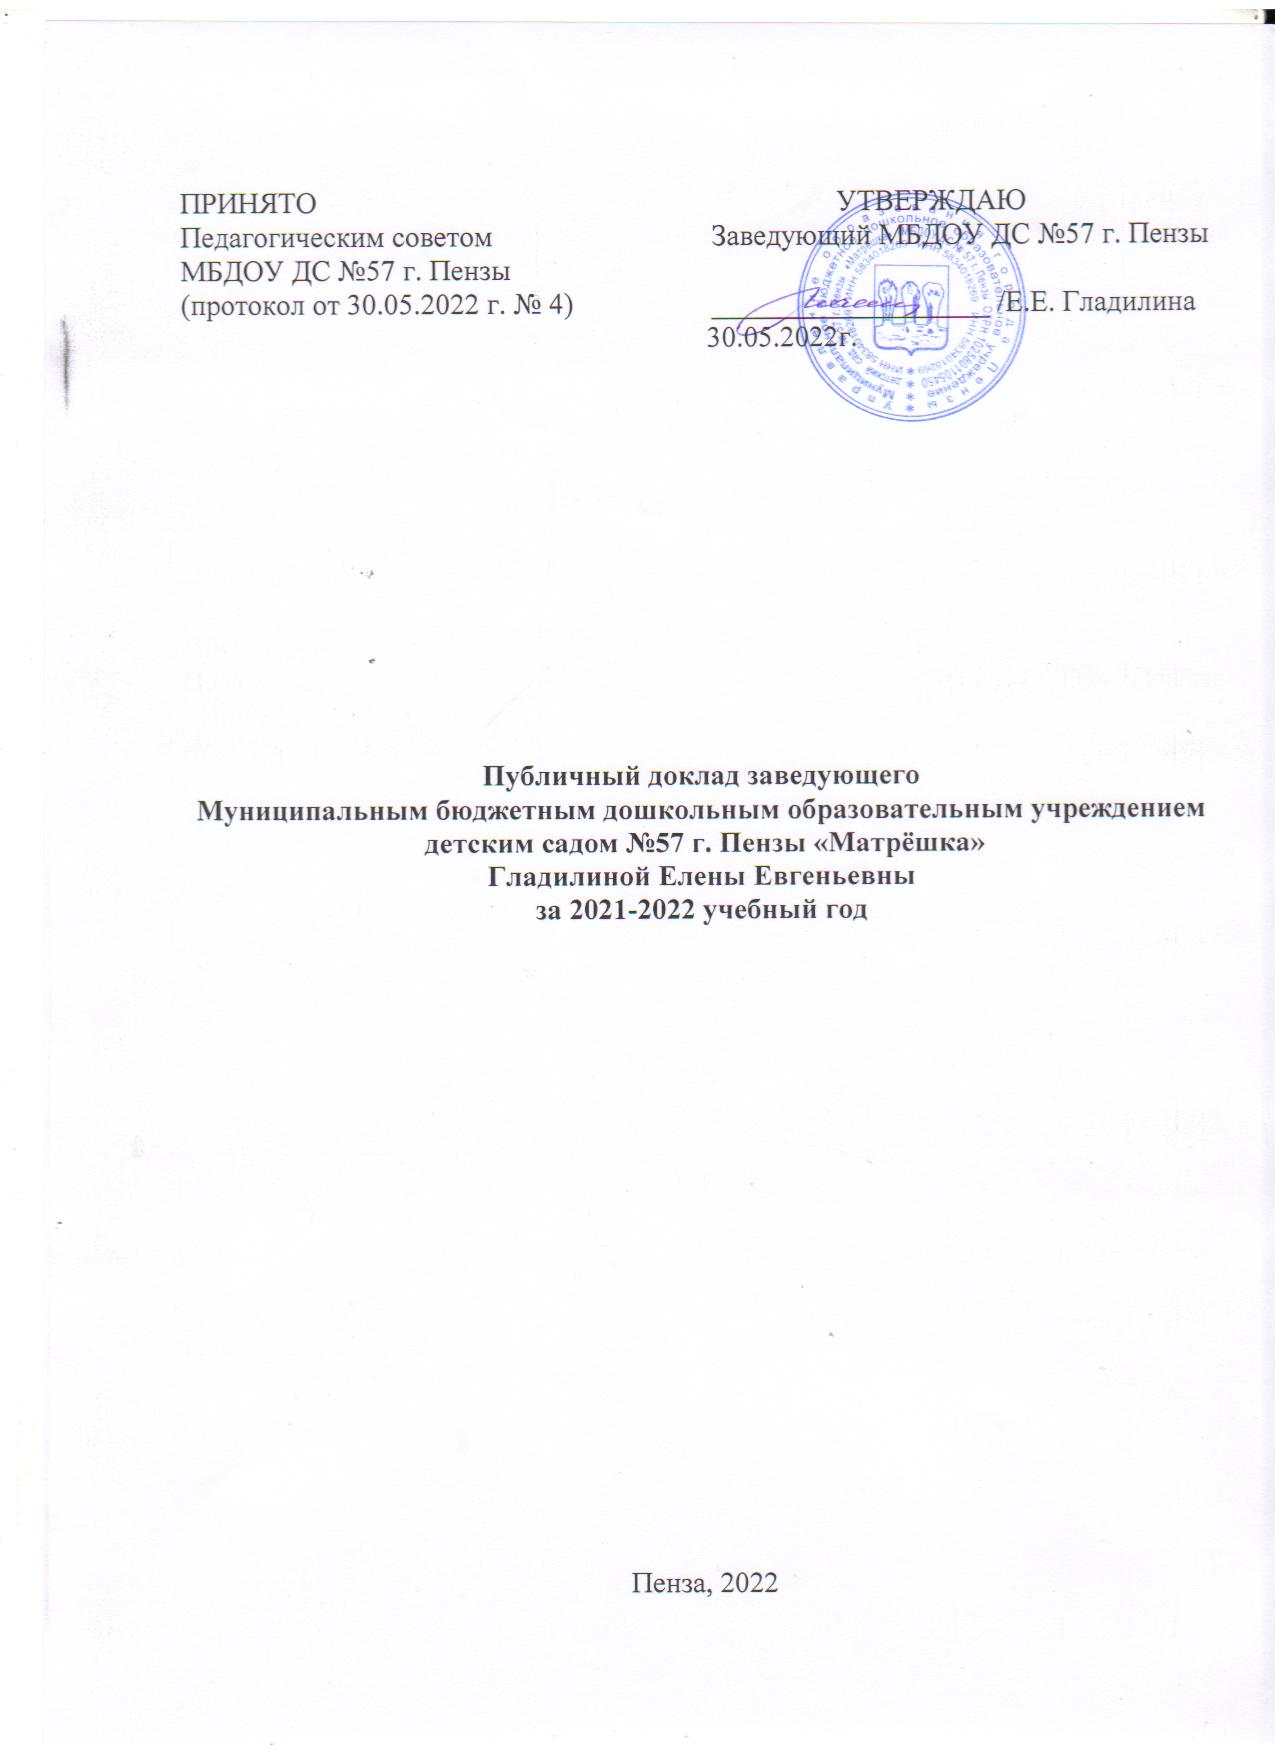 ПРИНЯТО
Педагогическим советом
МБДОУ ДС №57 г. Пензы
(протокол от 30.05.2022 г. № 4)
УТВЕРЖДАЮ
Заведующий МБДОУ ДС №57 г. Пензы
/Е.Е. Гладилина
30.05.2022г.
Публичный доклад заведующего
Муниципальным бюджетным дошкольным образовательным учреждением
детским садом №57 г. Пензы «Матрёшка»
Гладилиной Елены Евгеньевны
за 2021-2022 учебный год
Пенза, 2022